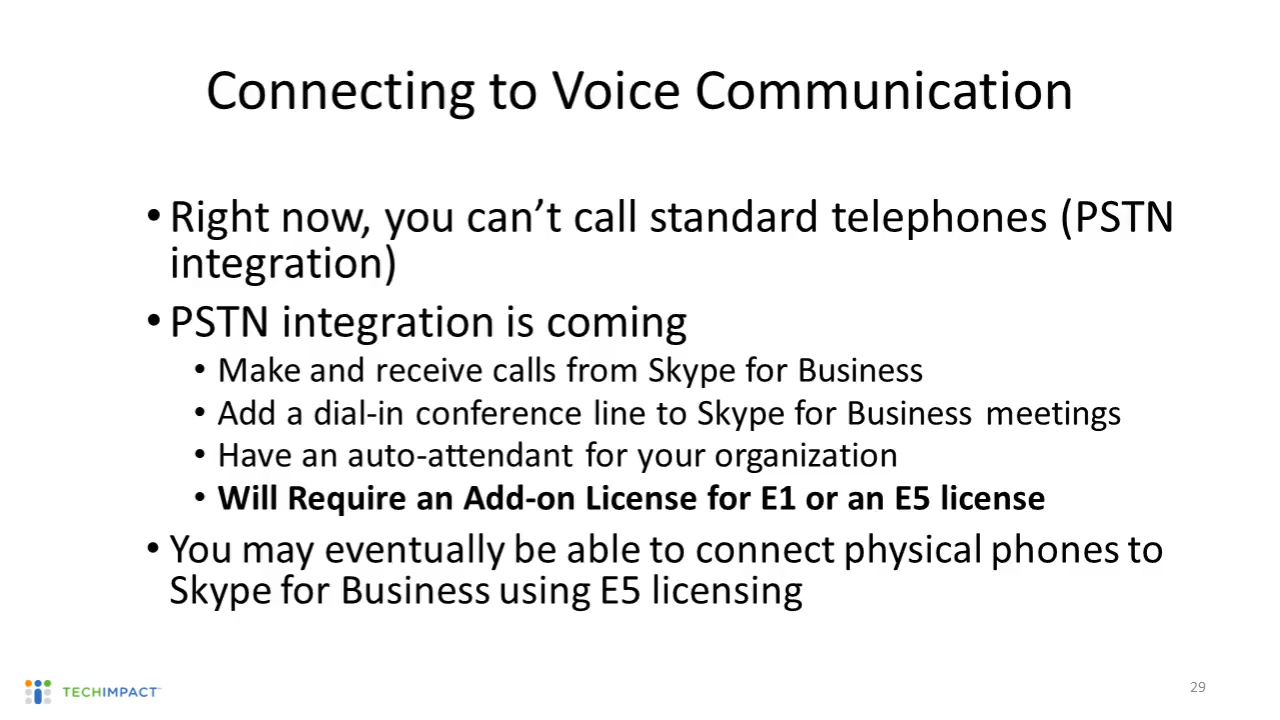 Connecting to Voice Communication
• Right now, you can’t call standard telephones (PSTN
integration)
• PSTN integration is coming
• Make and receive calls from Skype for Business
• Add a dial-in conference line to Skype for Business meetings
• Have an auto-attendant for your organization
• Will Require an Add-on License for E1 or an E5 license
• You may eventually be able to connect physical phones to
Skype for Business using E5 licensing
TECHIMPACT™
29